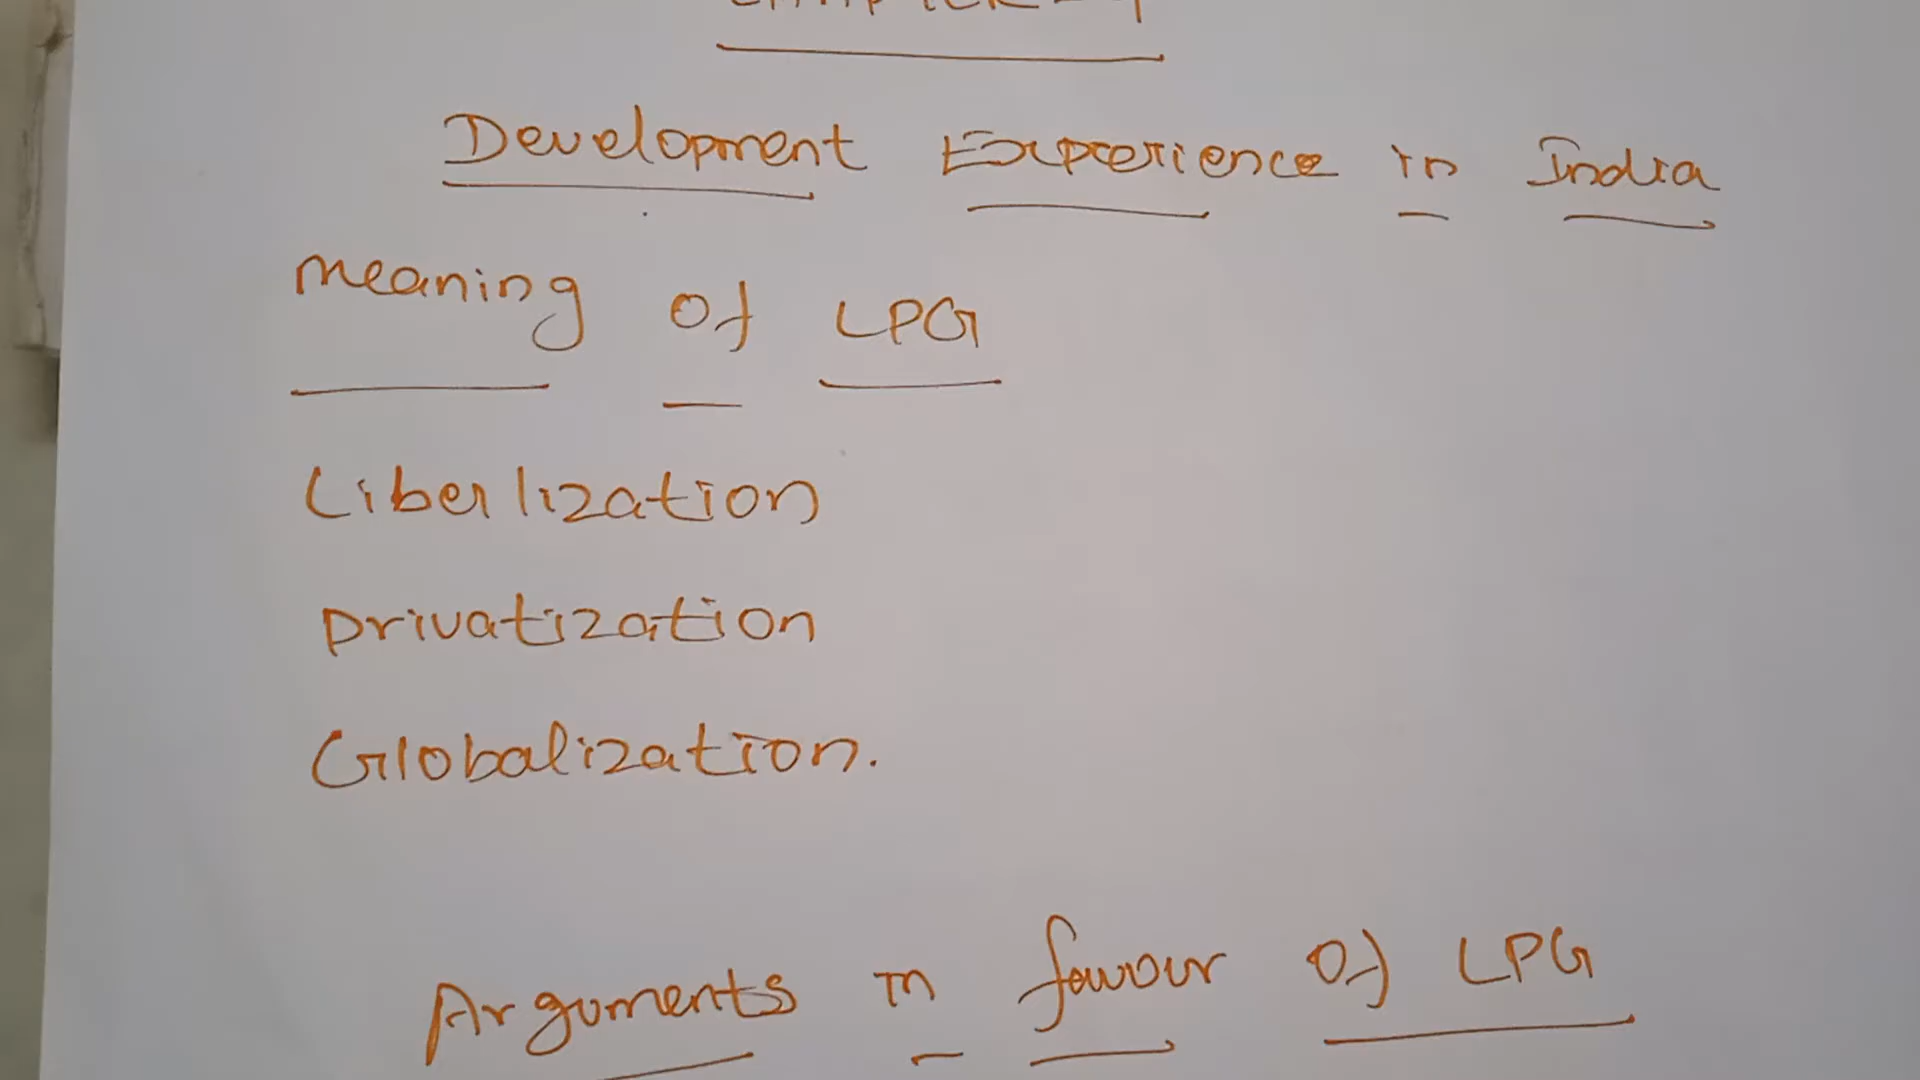 Development Experience in India
meaning of LPG
Liberlization
privatization
Globalization.
Arguments in favour of LPG